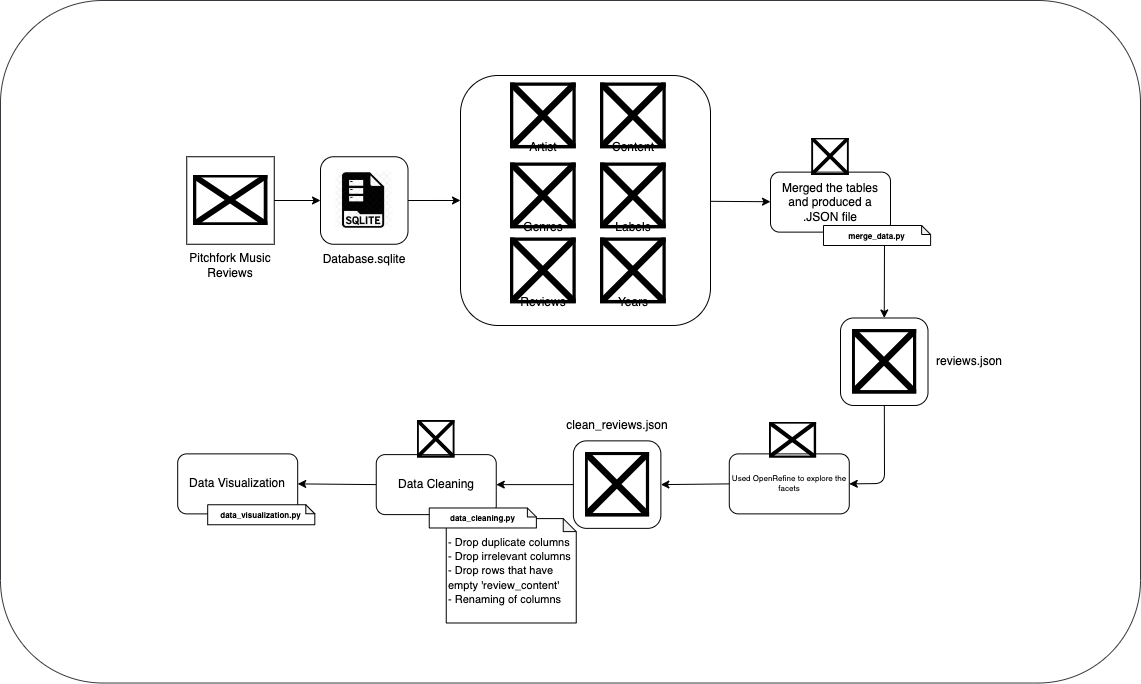 Artist
Content
Genres
Labels
Reviews
Years
SQLITE
Pitchfork Music
Reviews
Database.sqlite
Merged the tables
and produced a
.JSON file
merge_data.py
reviews.json
Used OpenRefine to explore the
facets
clean_reviews.json
Data Cleaning
data_cleaning.py
- Drop duplicate columns
- Drop irrelevant columns
- Drop rows that have
empty 'review_content'
- Renaming of columns
Data Visualization
data_visualization.py